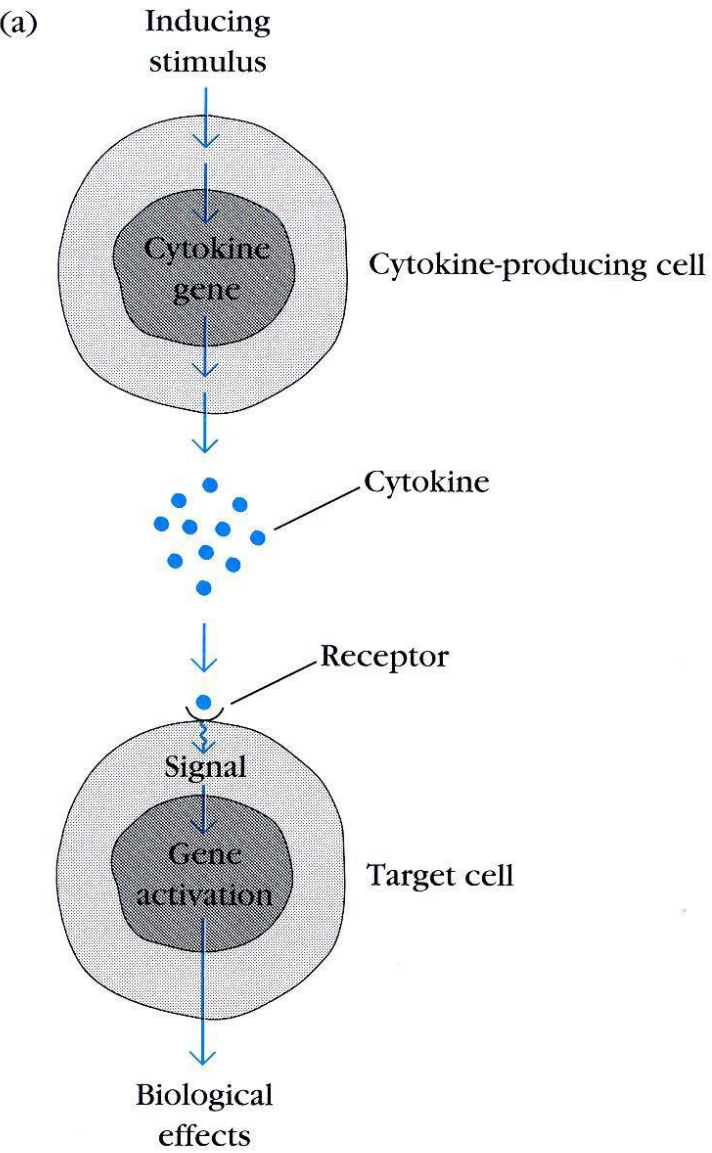 (a)
Inducing
stimulus
Cytokine
gene
Cytokine-producing cell
Cytokine
Receptor
Signal
Gene
activation
Target cell
Biological
effects